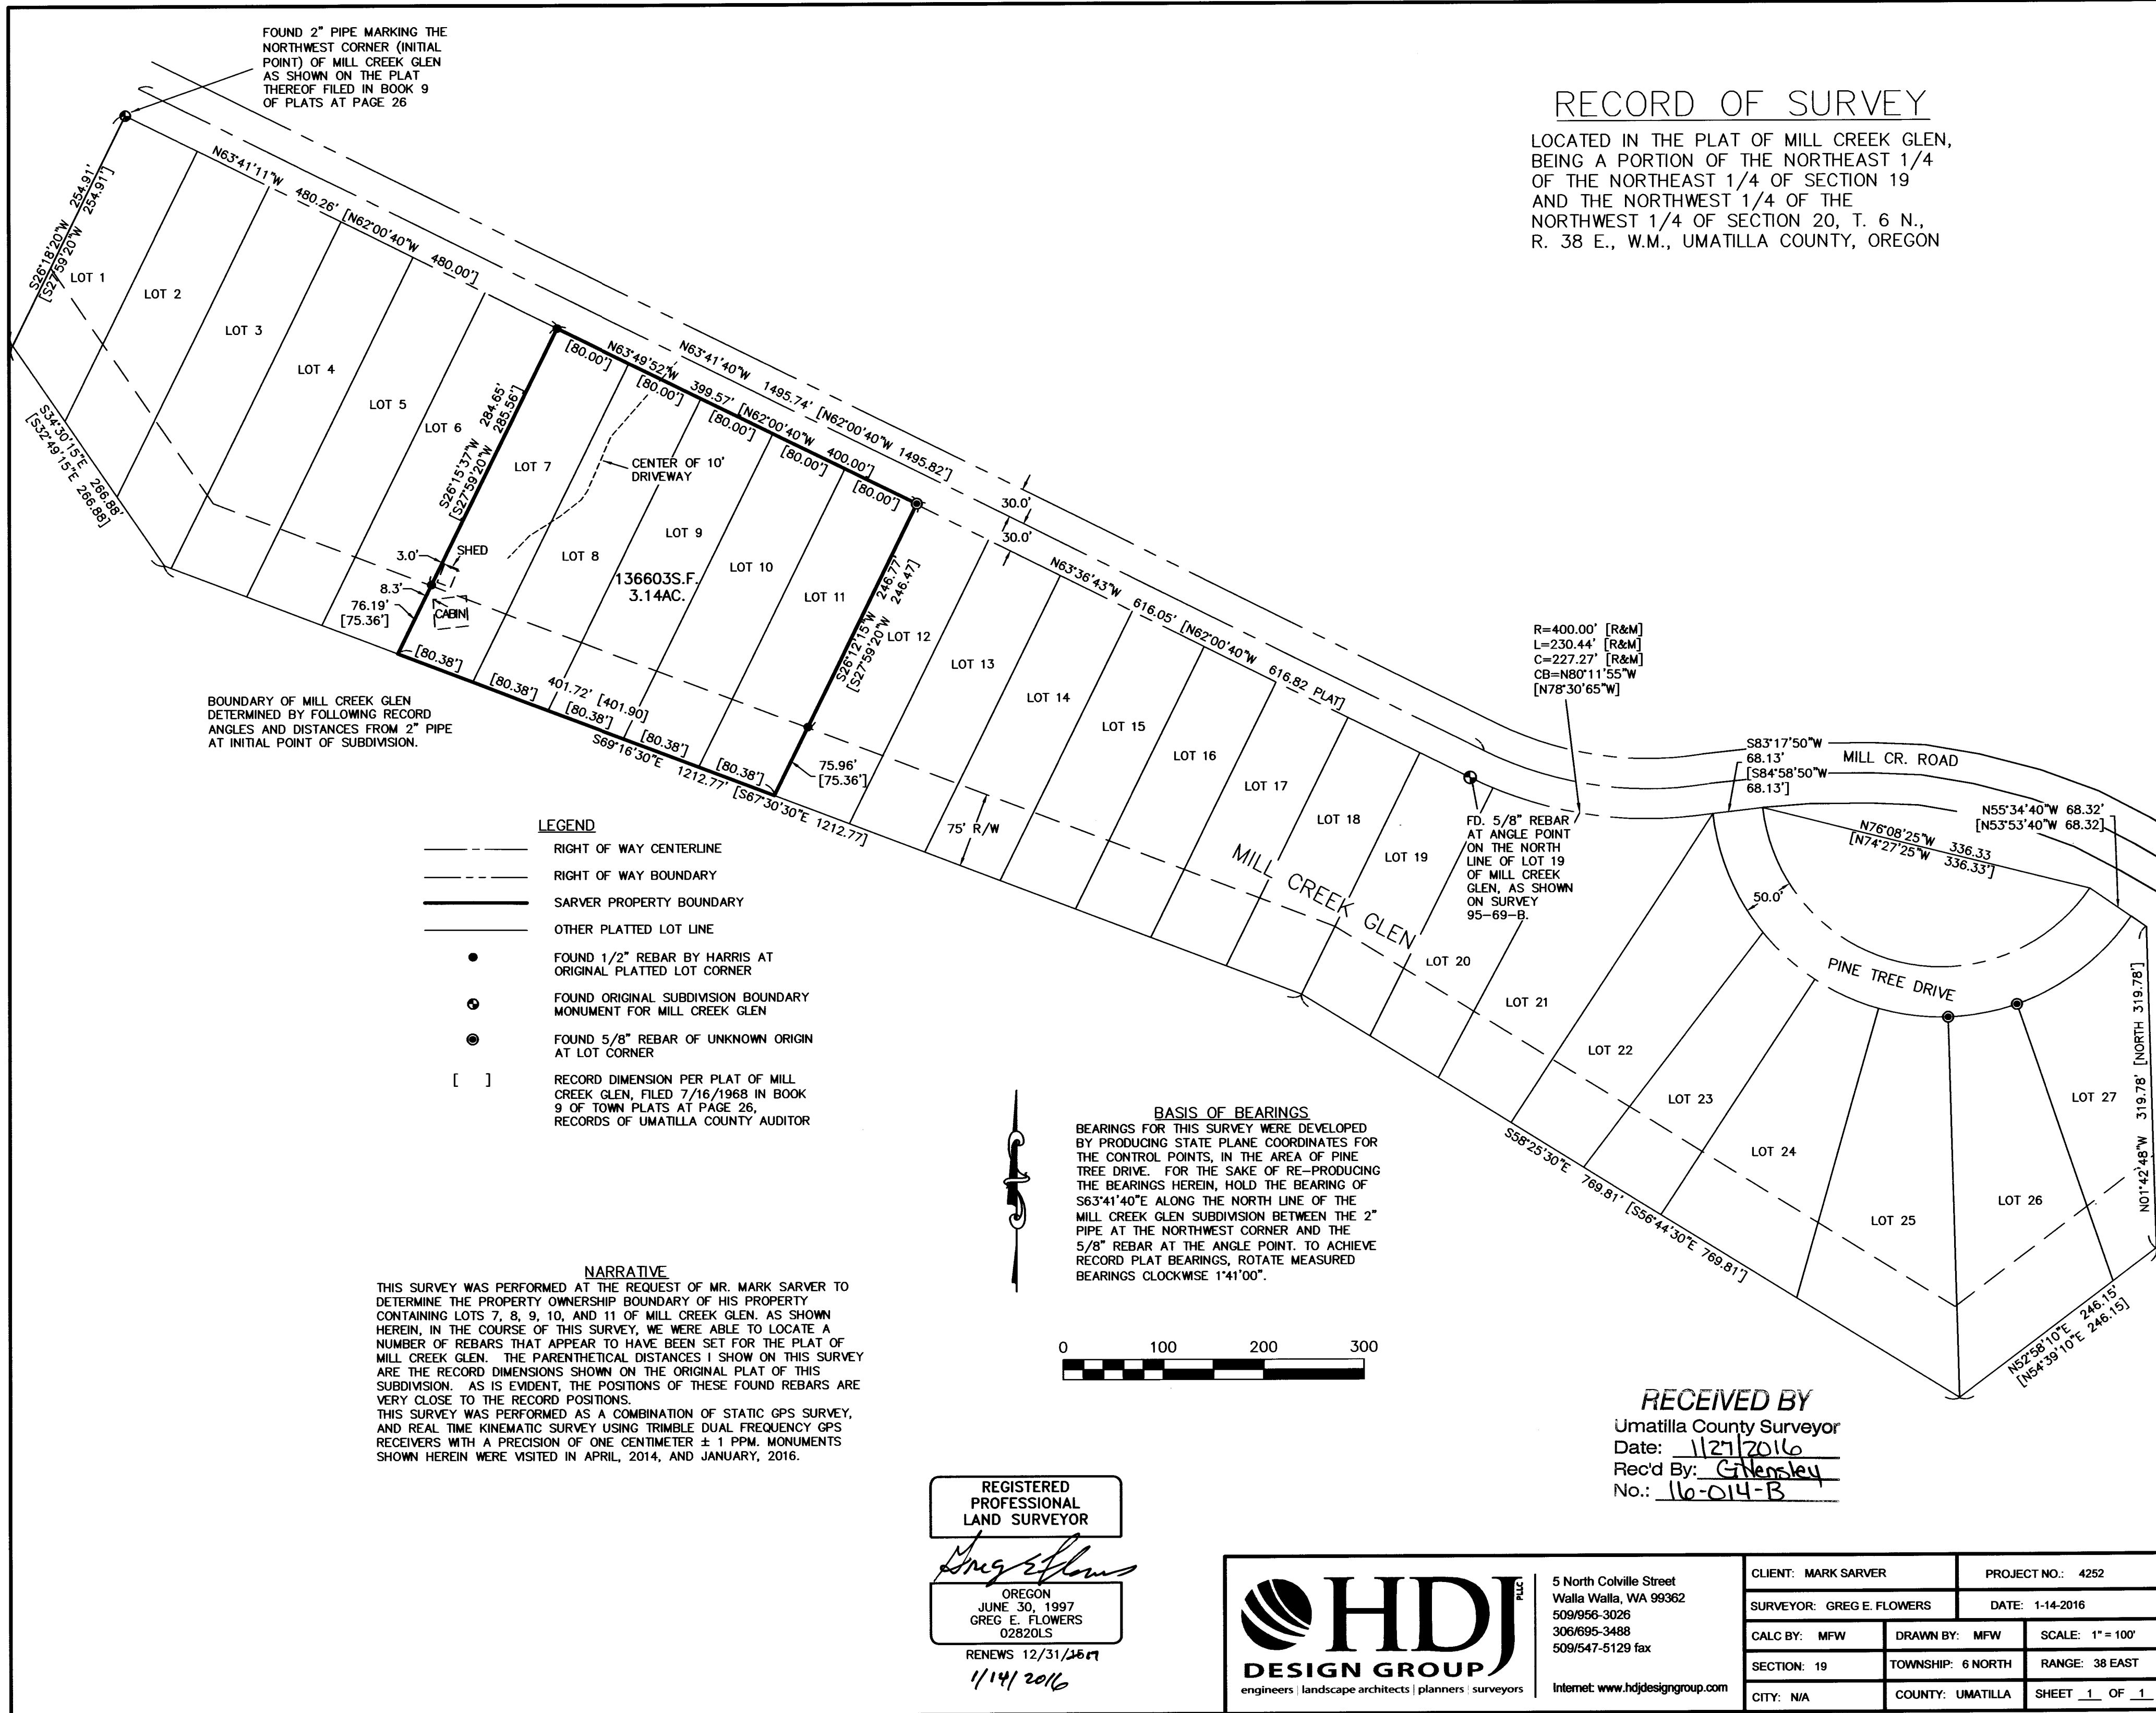 FOUND 2" PIPE MARKING THE
NORTHWEST CORNER (INITIAL
POINT) OF MILL CREEK GLEN
AS SHOWN ON THE PLAT
THEREOF FILED IN BOOK 9
OF PLATS AT PAGE 26
RECORD OF SURVEY
LOCATED IN THE PLAT OF MILL CREEK GLEN,
BEING A PORTION OF THE NORTHEAST 1/4
OF THE NORTHEAST 1/4 OF SECTION 19
AND THE NORTHWEST 1/4 OF THE
NORTHWEST 1/4 OF SECTION 20, T. 6 N.,
R. 38 E., W.M., UMATILLA COUNTY, OREGON
S26°18'20"W 254.91'
[S27°59'20"W 254.91']
N63°41'11"W 480.26' [N62°00'40"W 480.00']
LOT 1
LOT 2
LOT 3
LOT 4
LOT 5
LOT 6
S34°30'15"E 266.88'
[S32°49'15"E 266.88]
S26°15'37"W 284.65'
[S27°59'20"W 285.56']
LOT 7
[80.00']
[80.00']
[80.00']
[80.00']
[80.00']
N63°49'52"W 399.57' [N62°00'40"W 400.00']
N63°41'40"W 1495.74' [N62°00'40"W 1495.82']
CENTER OF 10'
DRIVEWAY
LOT 8
LOT 9
136603S.F.
3.14AC.
LOT 10
LOT 11
3.0'
SHED
8.3'
CABIN
76.19'
[75.36']
[80.38']
[80.38']
[80.38']
[80.38']
[80.38']
401.72' [401.90]
S69°16'30"E 1212.77' [S67°30'30"E 1212.77]
S26°12'15"W 246.77'
[S27°59'20"W 246.47]
75.96'
[75.36']
30.0'
30.0'
N63°36'43"W 616.05' [N62°00'40"W 616.82 PLAT]
LOT 12
LOT 13
LOT 14
LOT 15
LOT 16
LOT 17
LOT 18
LOT 19
LOT 20
LOT 21
LOT 22
LOT 23
LOT 24
LOT 25
LOT 26
LOT 27
75' R/W
MILL CREEK GLEN
R=400.00' [R&M]
L=230.44' [R&M]
C=227.27' [R&M]
CB=N80°11'55"W
[N78°30'65"W]
FD. 5/8" REBAR
AT ANGLE POINT
ON THE NORTH
LINE OF LOT 19
OF MILL CREEK
GLEN, AS SHOWN
ON SURVEY
95-69-B.
S83°17'50"W
68.13'
[S84°58'50"W
68.13']
MILL CR. ROAD
N55°34'40"W 68.32'
[N53°53'40"W 68.32]
N76°08'25"W 336.33
[N74°27'25"W 336.33']
50.0'
PINE TREE DRIVE
N01°42'48"W 319.78' [NORTH 319.78']
S58°25'30"E 769.81' [S56°44'30"E 769.81']
N52°58'10"E 246.15'
[N54°39'10"E 246.15]
BOUNDARY OF MILL CREEK GLEN
DETERMINED BY FOLLOWING RECORD
ANGLES AND DISTANCES FROM 2" PIPE
AT INITIAL POINT OF SUBDIVISION.
LEGEND
RIGHT OF WAY CENTERLINE
RIGHT OF WAY BOUNDARY
SARVER PROPERTY BOUNDARY
OTHER PLATTED LOT LINE
FOUND 1/2" REBAR BY HARRIS AT
ORIGINAL PLATTED LOT CORNER
FOUND ORIGINAL SUBDIVISION BOUNDARY
MONUMENT FOR MILL CREEK GLEN
FOUND 5/8" REBAR OF UNKNOWN ORIGIN
AT LOT CORNER
[ ] RECORD DIMENSION PER PLAT OF MILL
CREEK GLEN, FILED 7/16/1968 IN BOOK
9 OF TOWN PLATS AT PAGE 26,
RECORDS OF UMATILLA COUNTY AUDITOR
BASIS OF BEARINGS
BEARINGS FOR THIS SURVEY WERE DEVELOPED
BY PRODUCING STATE PLANE COORDINATES FOR
THE CONTROL POINTS, IN THE AREA OF PINE
TREE DRIVE. FOR THE SAKE OF RE-PRODUCING
THE BEARINGS HEREIN, HOLD THE BEARING OF
S63°41'40"E ALONG THE NORTH LINE OF THE
MILL CREEK GLEN SUBDIVISION BETWEEN THE 2"
PIPE AT THE NORTHWEST CORNER AND THE
5/8" REBAR AT THE ANGLE POINT. TO ACHIEVE
RECORD PLAT BEARINGS, ROTATE MEASURED
BEARINGS CLOCKWISE 1°41'00".
NARRATIVE
THIS SURVEY WAS PERFORMED AT THE REQUEST OF MR. MARK SARVER TO
DETERMINE THE PROPERTY OWNERSHIP BOUNDARY OF HIS PROPERTY
CONTAINING LOTS 7, 8, 9, 10, AND 11 OF MILL CREEK GLEN. AS SHOWN
HEREIN, IN THE COURSE OF THIS SURVEY, WE WERE ABLE TO LOCATE A
NUMBER OF REBARS THAT APPEAR TO HAVE BEEN SET FOR THE PLAT OF
MILL CREEK GLEN. THE PARENTHETICAL DISTANCES I SHOW ON THIS SURVEY
ARE THE RECORD DIMENSIONS SHOWN ON THE ORIGINAL PLAT OF THIS
SUBDIVISION. AS IS EVIDENT, THE POSITIONS OF THESE FOUND REBARS ARE
VERY CLOSE TO THE RECORD POSITIONS.
THIS SURVEY WAS PERFORMED AS A COMBINATION OF STATIC GPS SURVEY,
AND REAL TIME KINEMATIC SURVEY USING TRIMBLE DUAL FREQUENCY GPS
RECEIVERS WITH A PRECISION OF ONE CENTIMETER ± 1 PPM. MONUMENTS
SHOWN HEREIN WERE VISITED IN APRIL, 2014, AND JANUARY, 2016.
0 100 200 300
RECEIVED BY
Umatilla County Surveyor
Date: 1/27/2016
Rec'd By: GHensley
No.: 16-014-B
REGISTERED
PROFESSIONAL
LAND SURVEYOR
Greg E Flowers
OREGON
JUNE 30, 1997
GREG E. FLOWERS
02820LS
RENEWS 12/31/1517
1/14/2016
HDJ PLLC
DESIGN GROUP
engineers | landscape architects | planners | surveyors
5 North Colville Street
Walla Walla, WA 99362
509/956-3026
306/695-3488
509/547-5129 fax
Internet: www.hdjdesigngroup.com
CLIENT: MARK SARVER
PROJECT NO.: 4252
SURVEYOR: GREG E. FLOWERS
DATE: 1-14-2016
CALC BY: MFW
DRAWN BY: MFW
SCALE: 1" = 100'
SECTION: 19
TOWNSHIP: 6 NORTH
RANGE: 38 EAST
CITY: N/A
COUNTY: UMATILLA
SHEET 1 OF 1